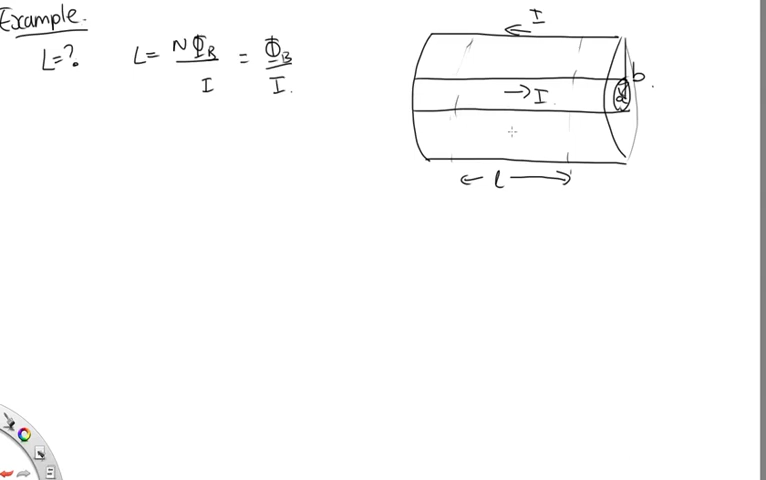 Example.
L=? L= NΦB / I = ΦB / I.
← I
b.
a
→ I.
← l →